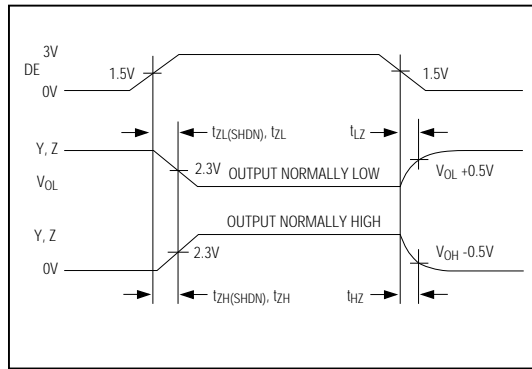 3V
DE
1.5V
1.5V
0V
tZL(SHDN), tZL
tLZ
Y, Z
2.3V
OUTPUT NORMALLY LOW
VOL +0.5V
VOL
OUTPUT NORMALLY HIGH
Y, Z
2.3V
VOH -0.5V
0V
tZH(SHDN), tZH
tHZ